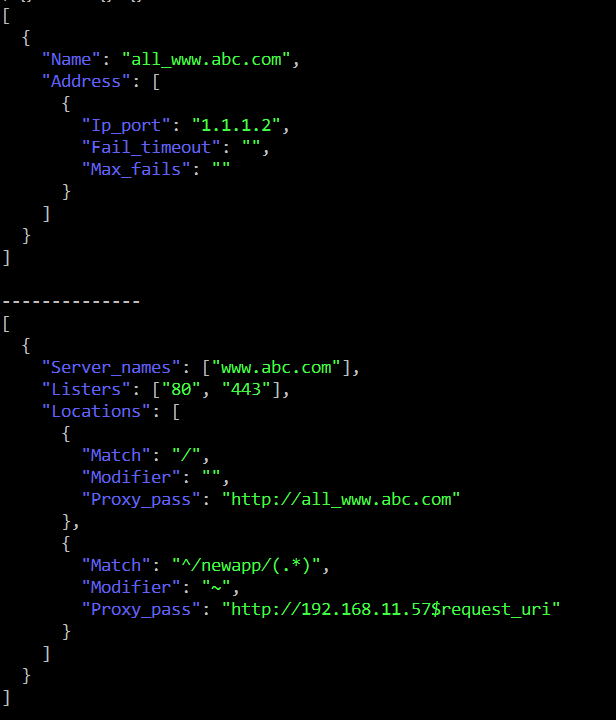 [
  {
    "Name": "all_www.abc.com",
    "Address": [
      {
        "Ip_port": "1.1.1.2",
        "Fail_timeout": "",
        "Max_fails": ""
      }
    ]
  }
]
--------------
[
  {
    "Server_names": ["www.abc.com"],
    "Listers": ["80", "443"],
    "Locations": [
      {
        "Match": "/",
        "Modifier": "",
        "Proxy_pass": "http://all_www.abc.com"
      },
      {
        "Match": "^/newapp/(.*)",
        "Modifier": "~",
        "Proxy_pass": "http://192.168.11.57$request_uri"
      }
    ]
  }
]